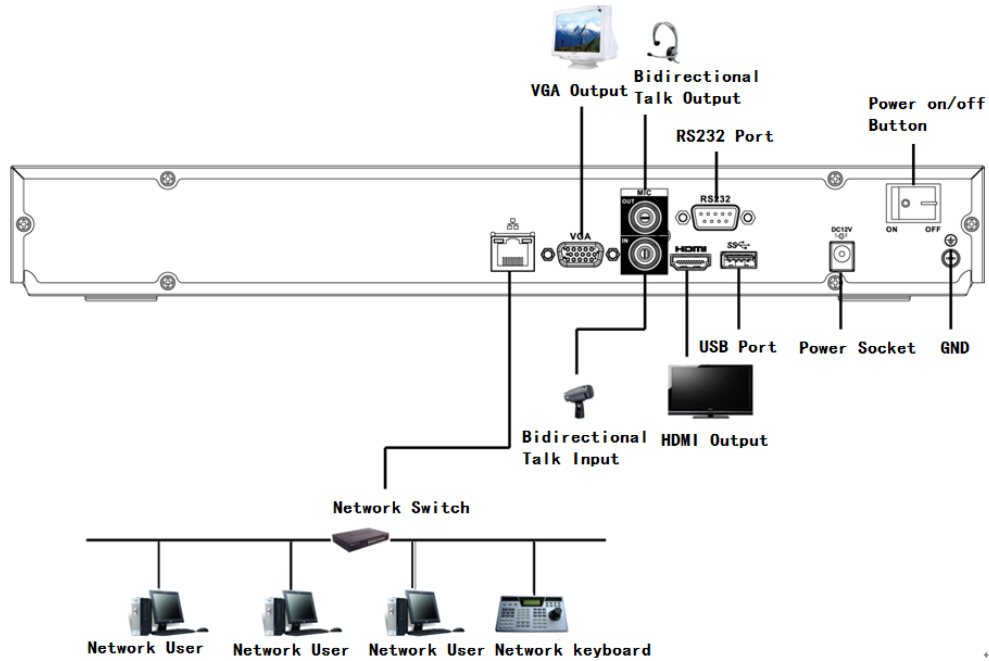 VGA Output
Bidirectional
Talk Output
RS232 Port
Power on/off
Button
MIC
OUT
IN
VGA
RS232
HDMI
SS
DC12V
ON OFF
USB Port
Power Socket
GND
Bidirectional
Talk Input
HDMI Output
Network Switch
Network User
Network User
Network User
Network keyboard